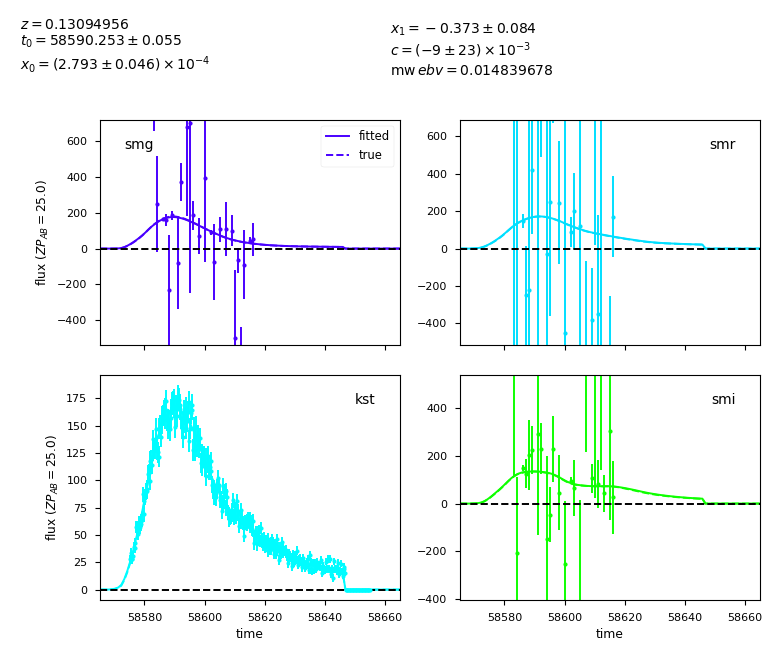 z = 0.13094956
t₀ = 58590.253 ± 0.055
x₀ = (2.793 ± 0.046) × 10⁻⁴
x₁ = −0.373 ± 0.084
c = (−9 ± 23) × 10⁻³
mw ebv = 0.014839678
smg
fitted
true
600
400
200
0
−200
−400
flux (ZP_AB = 25.0)
smr
600
400
200
0
−200
−400
kst
175
150
125
100
75
50
25
0
flux (ZP_AB = 25.0)
58580 58600 58620 58640 58660
time
smi
400
200
0
−200
−400
58580 58600 58620 58640 58660
time